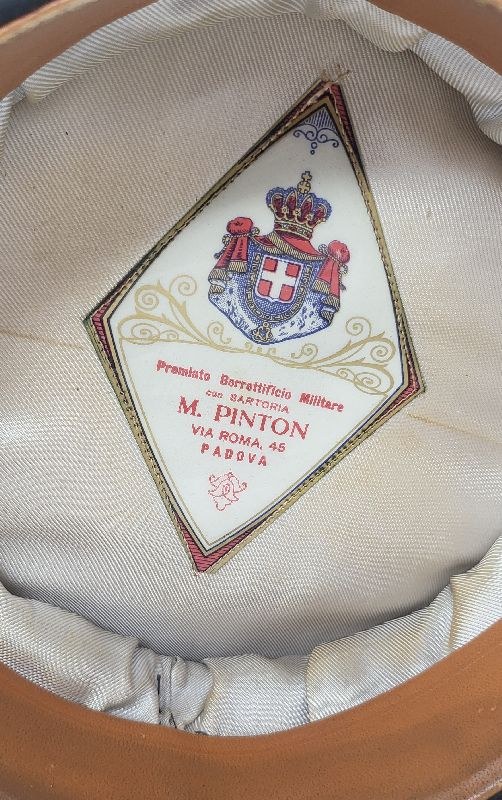 Premiato Berrettificio Militare
con SARTORIA
M. PINTON
VIA ROMA, 45
PADOVA